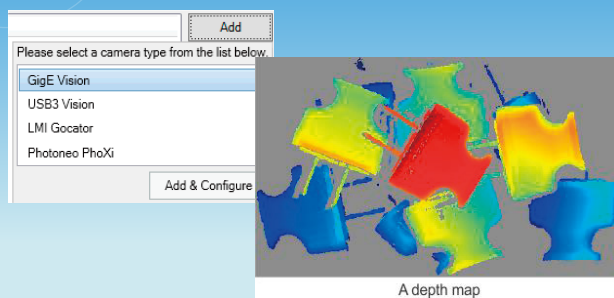 Add
Please select a camera type from the list below.
GigE Vision
USB3 Vision
LMI Gocator
Photoneo PhoXi
Add & Configure
A depth map